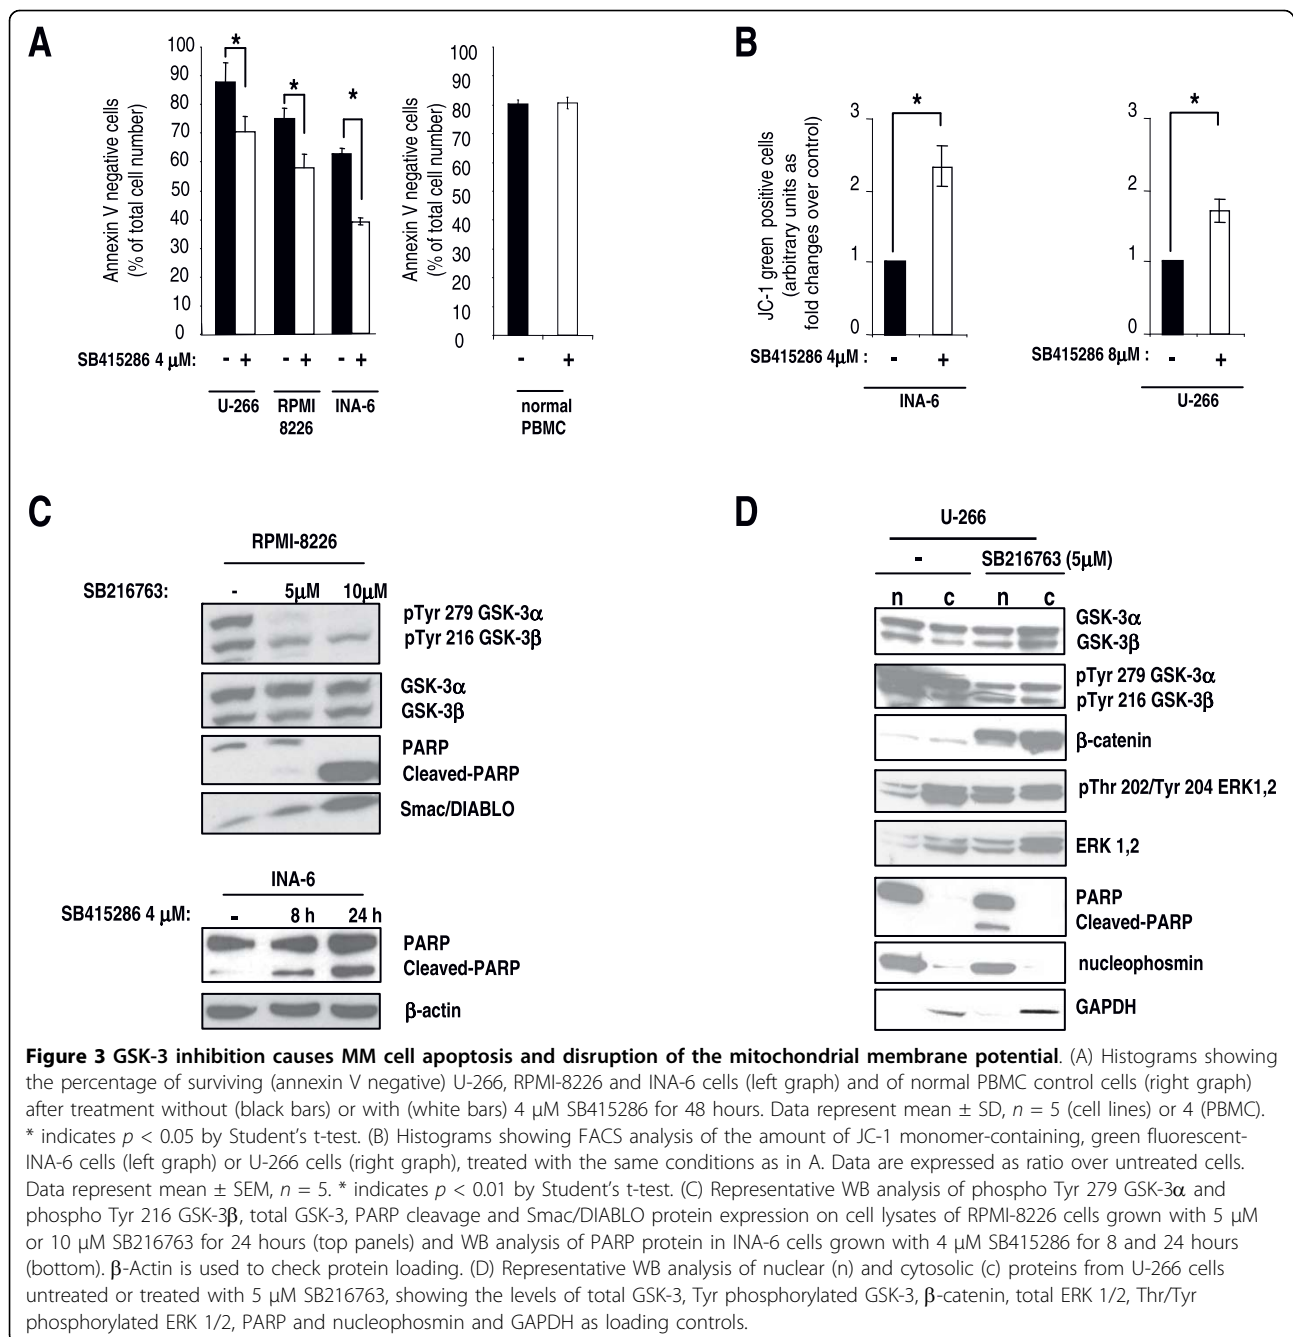 A
Annexin V negative cells
(% of total cell number)
100
90
80
70
60
50
40
30
20
10
0
*
*
*
SB415286 4 μM:
- + - + - +
U-266 RPMI INA-6
8226
Annexin V negative cells
(% of total cell number)
100
90
80
70
60
50
40
30
20
10
0
- +
normal
PBMC
B
JC-1 green positive cells
(arbitrary units as
fold changes over control)
3
2
1
0
*
SB415286 4μM : - +
INA-6
3
2
1
0
*
SB415286 8μM : - +
U-266
C
RPMI-8226
SB216763: - 5μM 10μM
pTyr 279 GSK-3α
pTyr 216 GSK-3β
GSK-3α
GSK-3β
PARP
Cleaved-PARP
Smac/DIABLO
INA-6
SB415286 4 μM: - 8 h 24 h
PARP
Cleaved-PARP
β-actin
D
U-266
- SB216763 (5μM)
n c n c
GSK-3α
GSK-3β
pTyr 279 GSK-3α
pTyr 216 GSK-3β
β-catenin
pThr 202/Tyr 204 ERK1,2
ERK 1,2
PARP
Cleaved-PARP
nucleophosmin
GAPDH
Figure 3 GSK-3 inhibition causes MM cell apoptosis and disruption of the mitochondrial membrane potential. (A) Histograms showing
the percentage of surviving (annexin V negative) U-266, RPMI-8226 and INA-6 cells (left graph) and of normal PBMC control cells (right graph)
after treatment without (black bars) or with (white bars) 4 μM SB415286 for 48 hours. Data represent mean ± SD, n = 5 (cell lines) or 4 (PBMC).
* indicates p < 0.05 by Student's t-test. (B) Histograms showing FACS analysis of the amount of JC-1 monomer-containing, green fluorescent-
INA-6 cells (left graph) or U-266 cells (right graph), treated with the same conditions as in A. Data are expressed as ratio over untreated cells.
Data represent mean ± SEM, n = 5. * indicates p < 0.01 by Student's t-test. (C) Representative WB analysis of phospho Tyr 279 GSK-3α and
phospho Tyr 216 GSK-3β, total GSK-3, PARP cleavage and Smac/DIABLO protein expression on cell lysates of RPMI-8226 cells grown with 5 μM
or 10 μM SB216763 for 24 hours (top panels) and WB analysis of PARP protein in INA-6 cells grown with 4 μM SB415286 for 8 and 24 hours
(bottom). β-Actin is used to check protein loading. (D) Representative WB analysis of nuclear (n) and cytosolic (c) proteins from U-266 cells
untreated or treated with 5 μM SB216763, showing the levels of total GSK-3, Tyr phosphorylated GSK-3, β-catenin, total ERK 1/2, Thr/Tyr
phosphorylated ERK 1/2, PARP and nucleophosmin and GAPDH as loading controls.